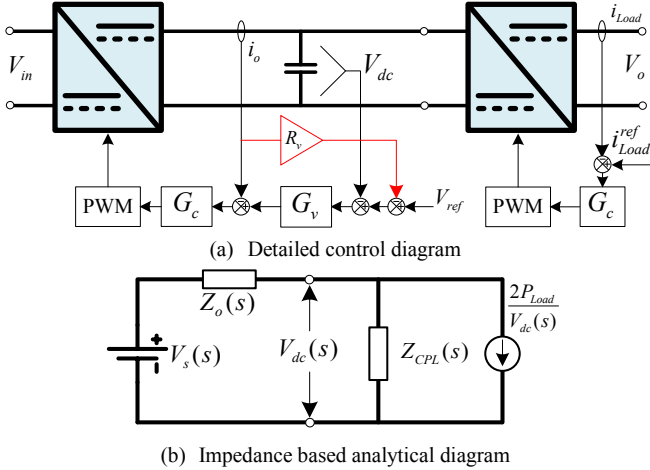 V_in
i_o
V_dc
i_Load
V_o
R_v
i_Load^ref
PWM
G_c
G_v
V_ref
PWM
G_c
(a) Detailed control diagram
Z_o(s)
V_s(s)
V_dc(s)
Z_CPL(s)
2P_Load
V_dc(s)
(b) Impedance based analytical diagram